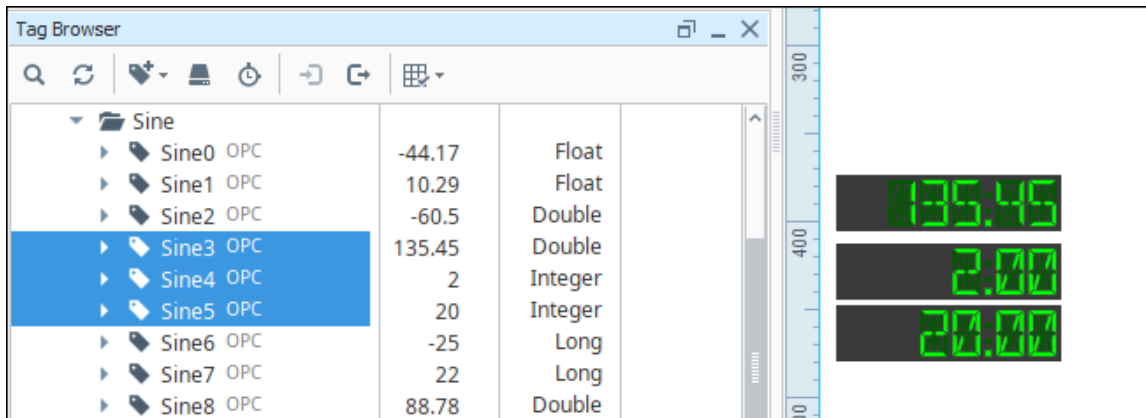 Tag Browser
300
Sine
Sine0 OPC -44.17 Float
Sine1 OPC 10.29 Float
Sine2 OPC -60.5 Double
Sine3 OPC 135.45 Double
Sine4 OPC 2 Integer
Sine5 OPC 20 Integer
Sine6 OPC -25 Long
Sine7 OPC 22 Long
Sine8 OPC 88.78 Double
135.45
400
2.00
20.00